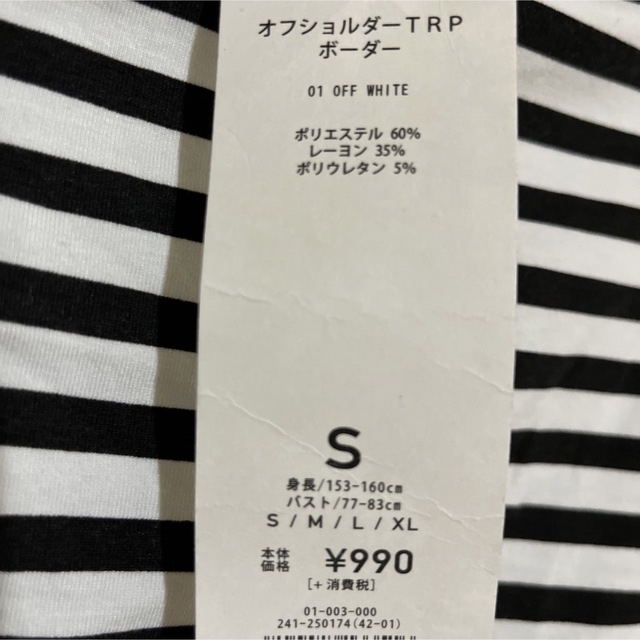 オフショルダーＴＲＰ
ボーダー
01 OFF WHITE
ポリエステル 60%
レーヨン 35%
ポリウレタン 5%
S
身長/153-160cm
バスト/77-83cm
S / M / L / XL
本体価格 ¥990
[+消費税]
01-003-000
241-250174(42-01)